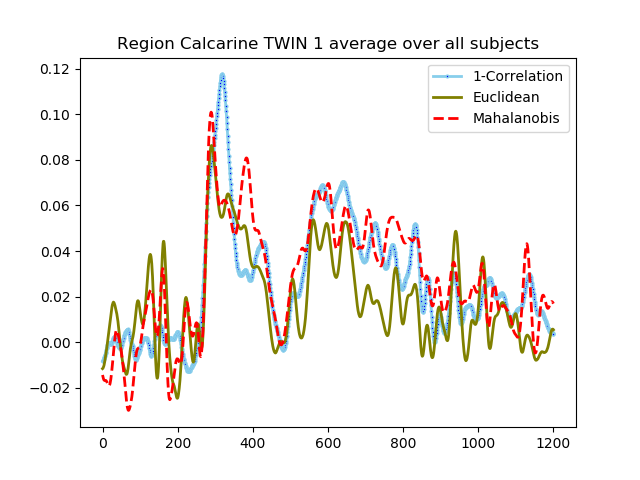 Region Calcarine TWIN 1 average over all subjects
1-Correlation
Euclidean
Mahalanobis
0.12
0.10
0.08
0.06
0.04
0.02
0.00
−0.02
0 200 400 600 800 1000 1200